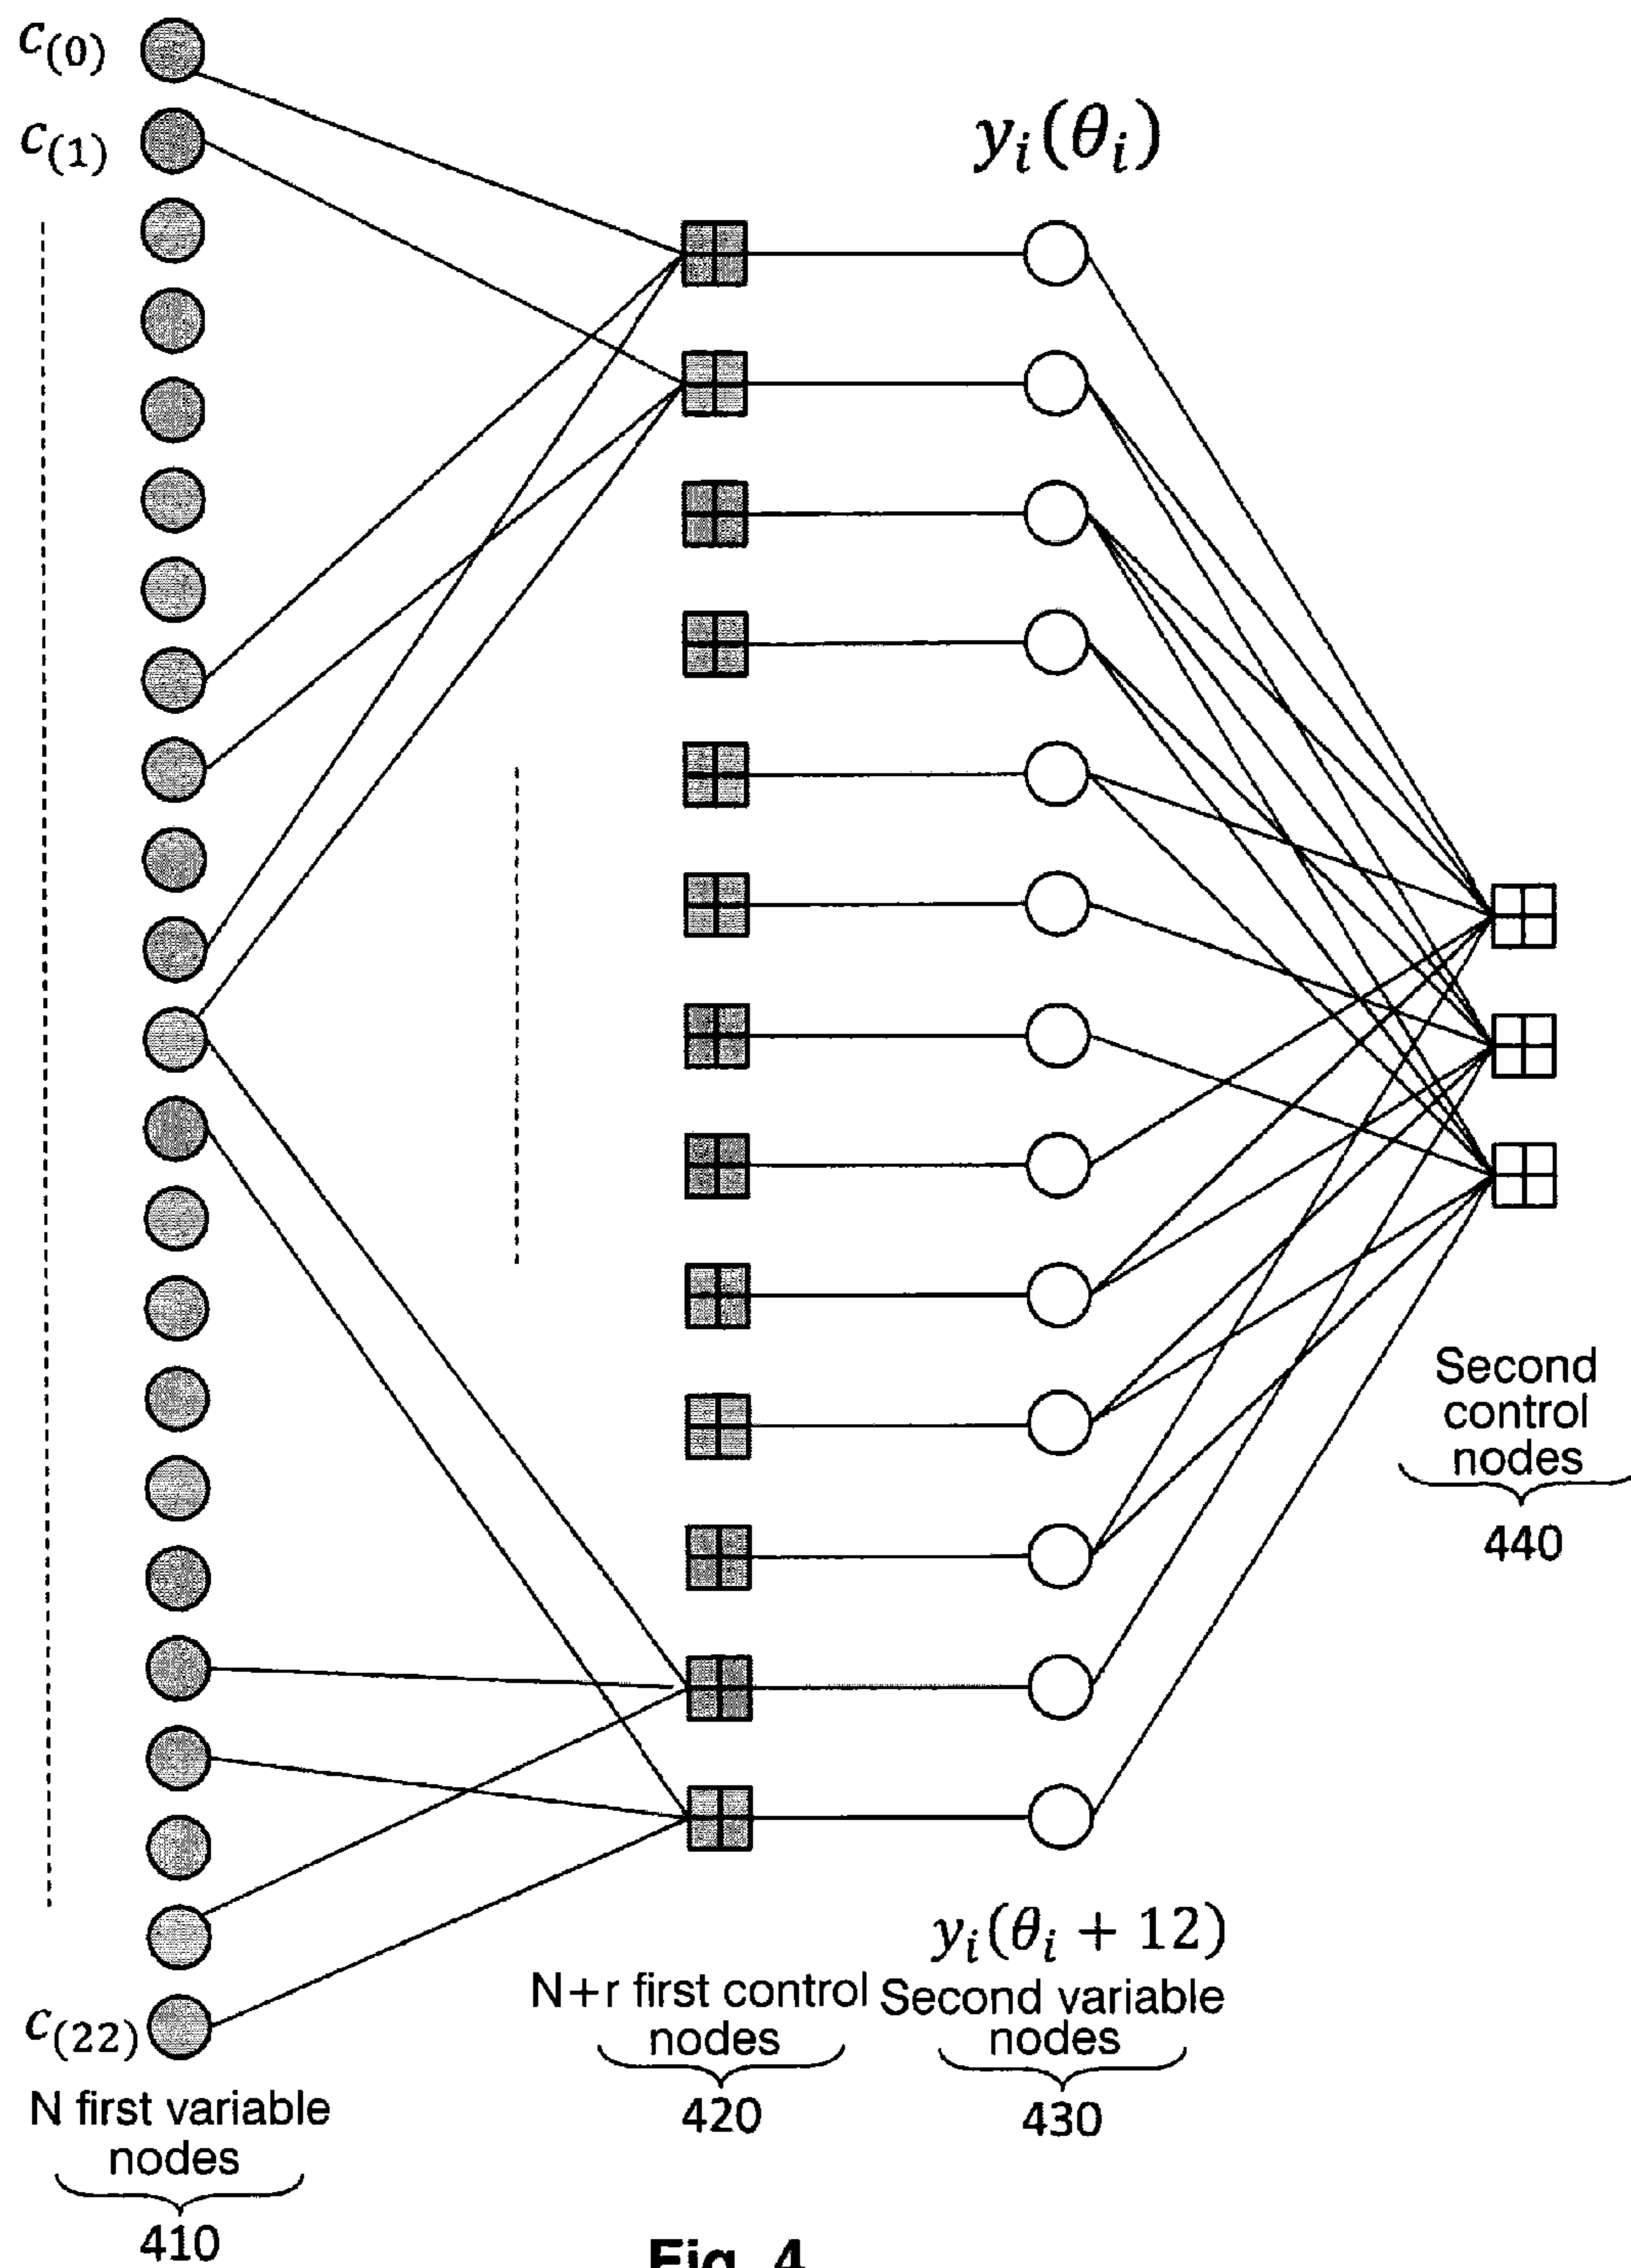 c(0)
c(1)
yᵢ(θᵢ)
Second
control
nodes
440
yᵢ(θᵢ + 12)
N+r first control
nodes
420
Second variable
nodes
430
c(22)
N first variable
nodes
410
Fig. 4